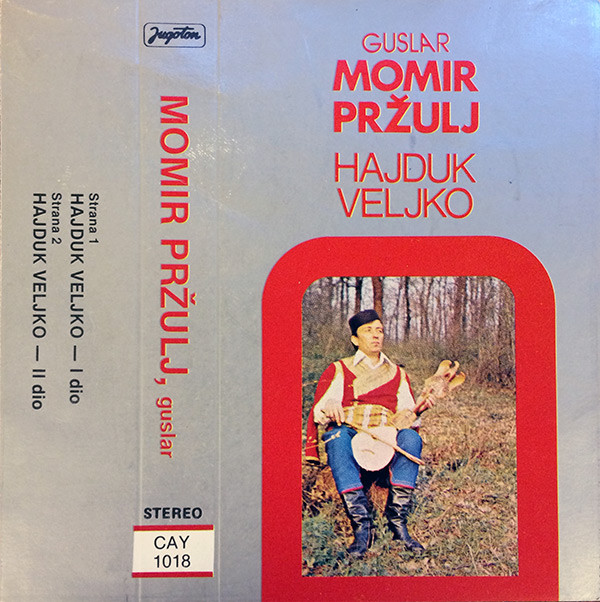 Strana 1
HAJDUK VELJKO — I dio
Strana 2
HAJDUK VELJKO — II dio
Jugoton
MOMIR PRŽULJ, guslar
STEREO
CAY
1018
GUSLAR
MOMIR
PRŽULJ
HAJDUK
VELJKO